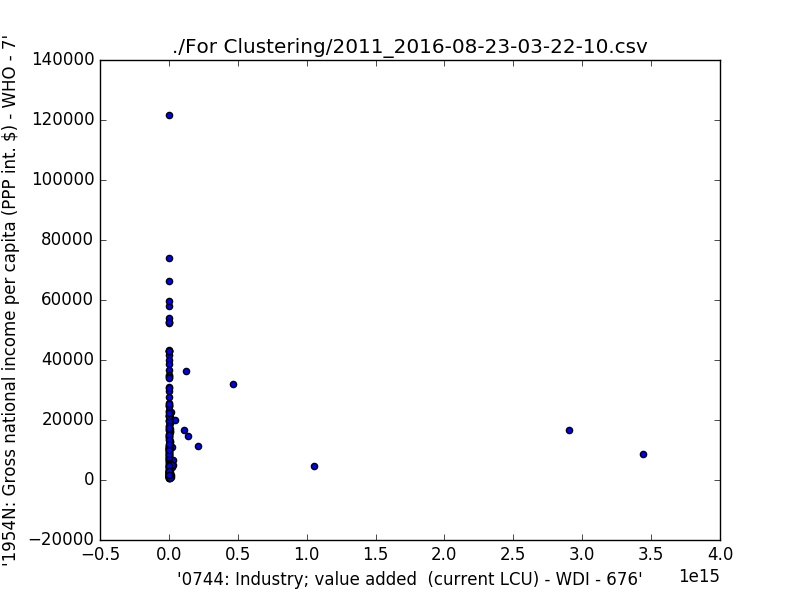 ./For Clustering/2011_2016-08-23-03-22-10.csv
'1954N: Gross national income per capita (PPP int. $) - WHO - 7'
140000
120000
100000
80000
60000
40000
20000
0
−20000
−0.5 0.0 0.5 1.0 1.5 2.0 2.5 3.0 3.5 4.0
1e15
'0744: Industry; value added  (current LCU) - WDI - 676'